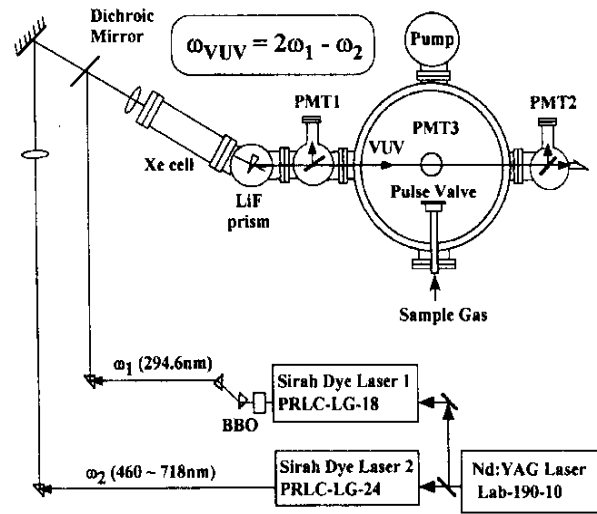 Dichroic
Mirror
ωVUV = 2ω1 - ω2
Pump
PMT1
PMT2
PMT3
VUV
Xe cell
LiF
prism
Pulse Valve
Sample Gas
ω1 (294.6nm)
BBO
Sirah Dye Laser 1
PRLC-LG-18
ω2 (460 ~ 718nm)
Sirah Dye Laser 2
PRLC-LG-24
Nd:YAG Laser
Lab-190-10